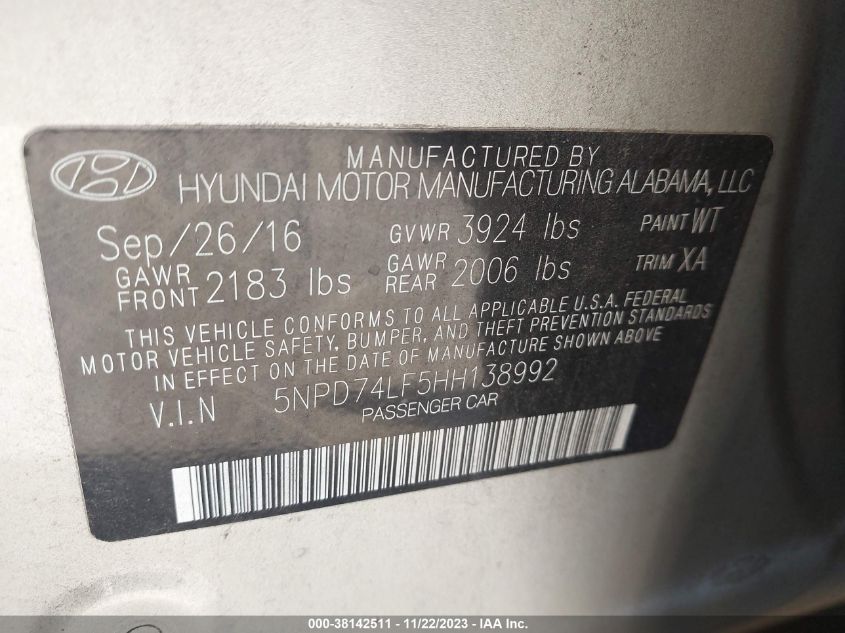 MANUFACTURED BY
HYUNDAI MOTOR MANUFACTURING ALABAMA, LLC
Sep/26/16 GVWR 3924 lbs PAINT WT
GAWR FRONT 2183 lbs GAWR REAR 2006 lbs TRIM XA
THIS VEHICLE CONFORMS TO ALL APPLICABLE U.S.A. FEDERAL
MOTOR VEHICLE SAFETY, BUMPER, AND THEFT PREVENTION STANDARDS
IN EFFECT ON THE DATE OF MANUFACTURE SHOWN ABOVE
V.I.N 5NPD74LF5HH138992
PASSENGER CAR
000-38142511 - 11/22/2023 - IAA Inc.